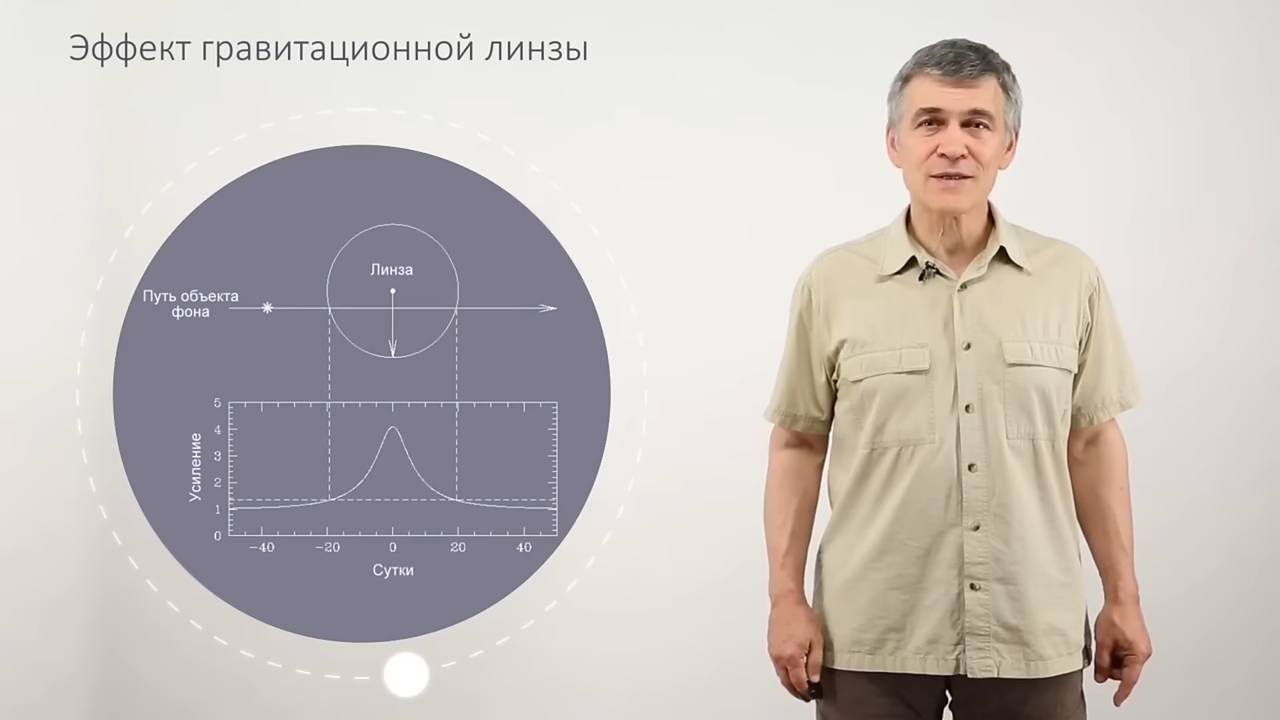 Эффект гравитационной линзы
Линза
Путь объекта
фона
Усиление
5
4
3
2
1
0
−40
−20
0
20
40
Сутки